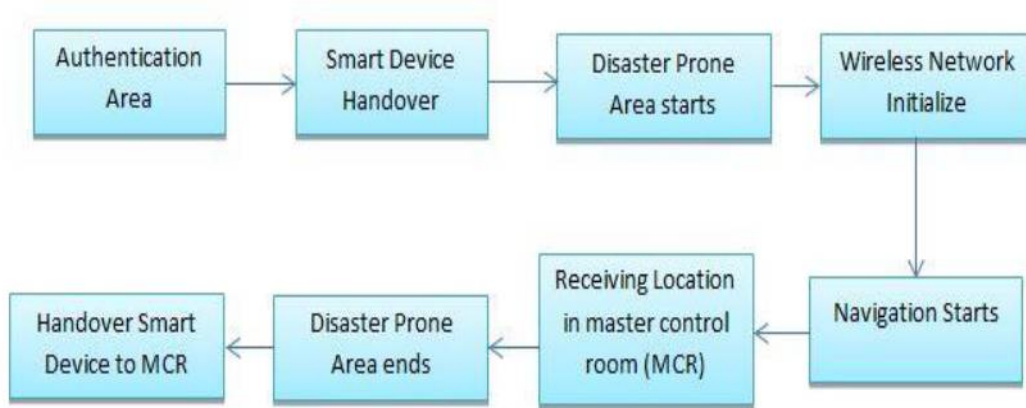 Authentication
Area
Smart Device
Handover
Disaster Prone
Area starts
Wireless Network
Initialize
Navigation Starts
Receiving Location
in master control
room (MCR)
Disaster Prone
Area ends
Handover Smart
Device to MCR